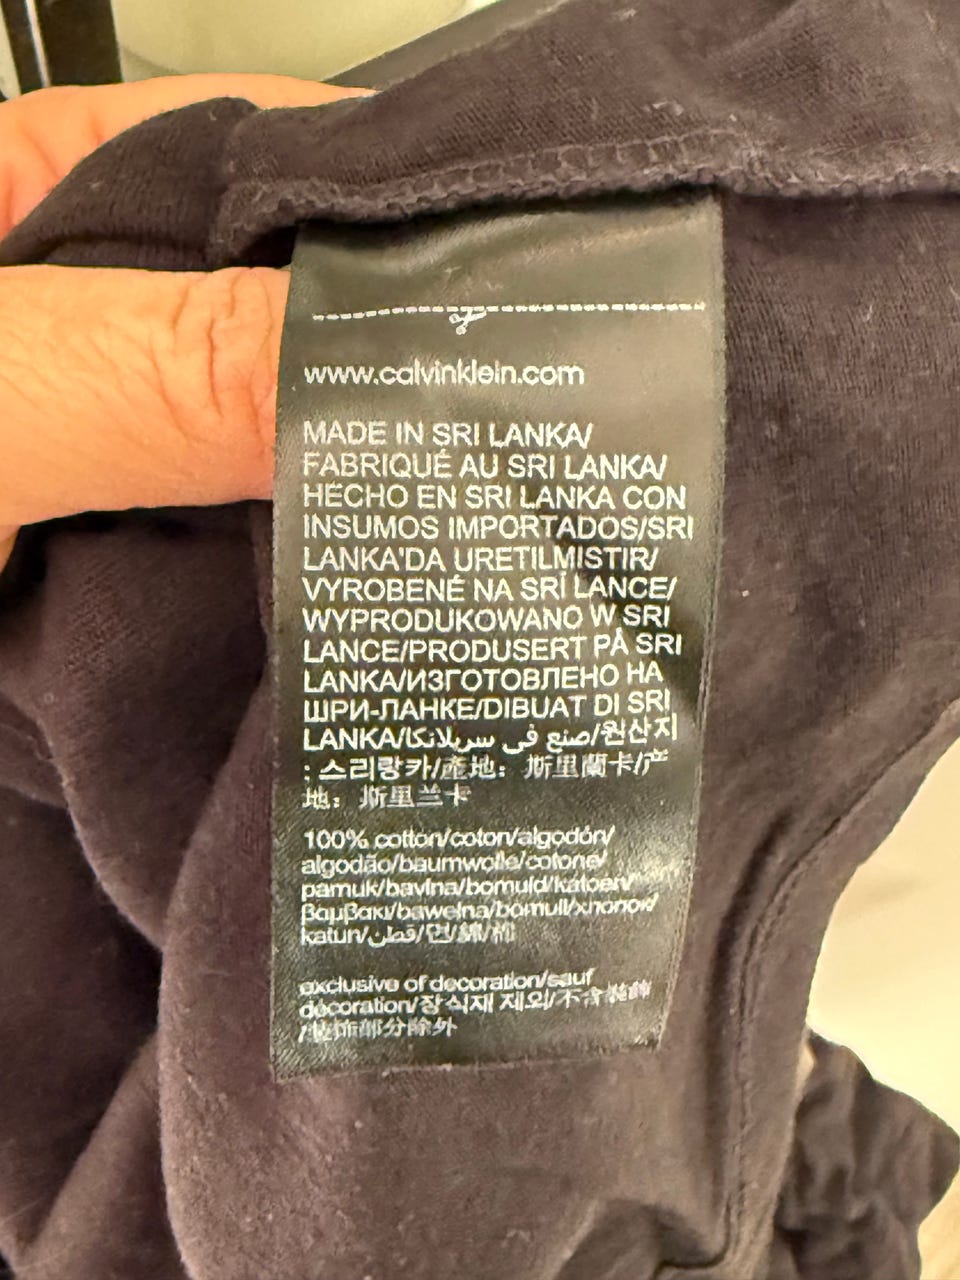 www.calvinklein.com
MADE IN SRI LANKA/
FABRIQUÉ AU SRI LANKA/
HECHO EN SRI LANKA CON
INSUMOS IMPORTADOS/SRI
LANKA'DA URETILMISTIR/
VYROBENÉ NA SRÍ LANCE/
WYPRODUKOWANO W SRI
LANCE/PRODUSERT PÅ SRI
LANKA/ИЗГОТОВЛЕНО НА
ШРИ-ЛАНКЕ/DIBUAT DI SRI
LANKA/صنع في سريلانكا/원산지
: 스리랑카/產地：斯里蘭卡/产
地：斯里兰卡
100% cotton/coton/algodón/
algodão/baumwolle/cotone/
pamuk/bavlna/bomuld/katoen/
βαμβακι/bawełna/bomull/хлопок/
katun/قطن/면/綿/棉
exclusive of decoration/sauf
décoration/장식재 제외/不含裝飾
/装饰部分除外